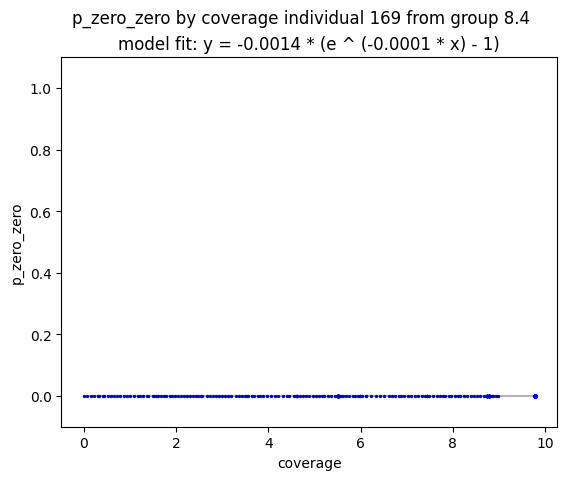 p_zero_zero by coverage individual 169 from group 8.4
model fit: y = -0.0014 * (e ^ (-0.0001 * x) - 1)
1.0
0.8
0.6
0.4
0.2
0.0
p_zero_zero
0 2 4 6 8 10
coverage